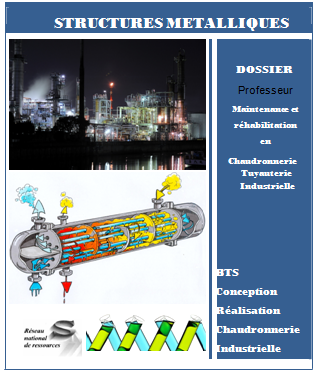 STRUCTURES METALLIQUES
DOSSIER
Professeur
Maintenance et
réhabilitation
en
Chaudronnerie
Tuyauterie
Industrielle
BTS
Conception
Réalisation
Chaudronnerie
Industrielle
Réseau
national
de ressources